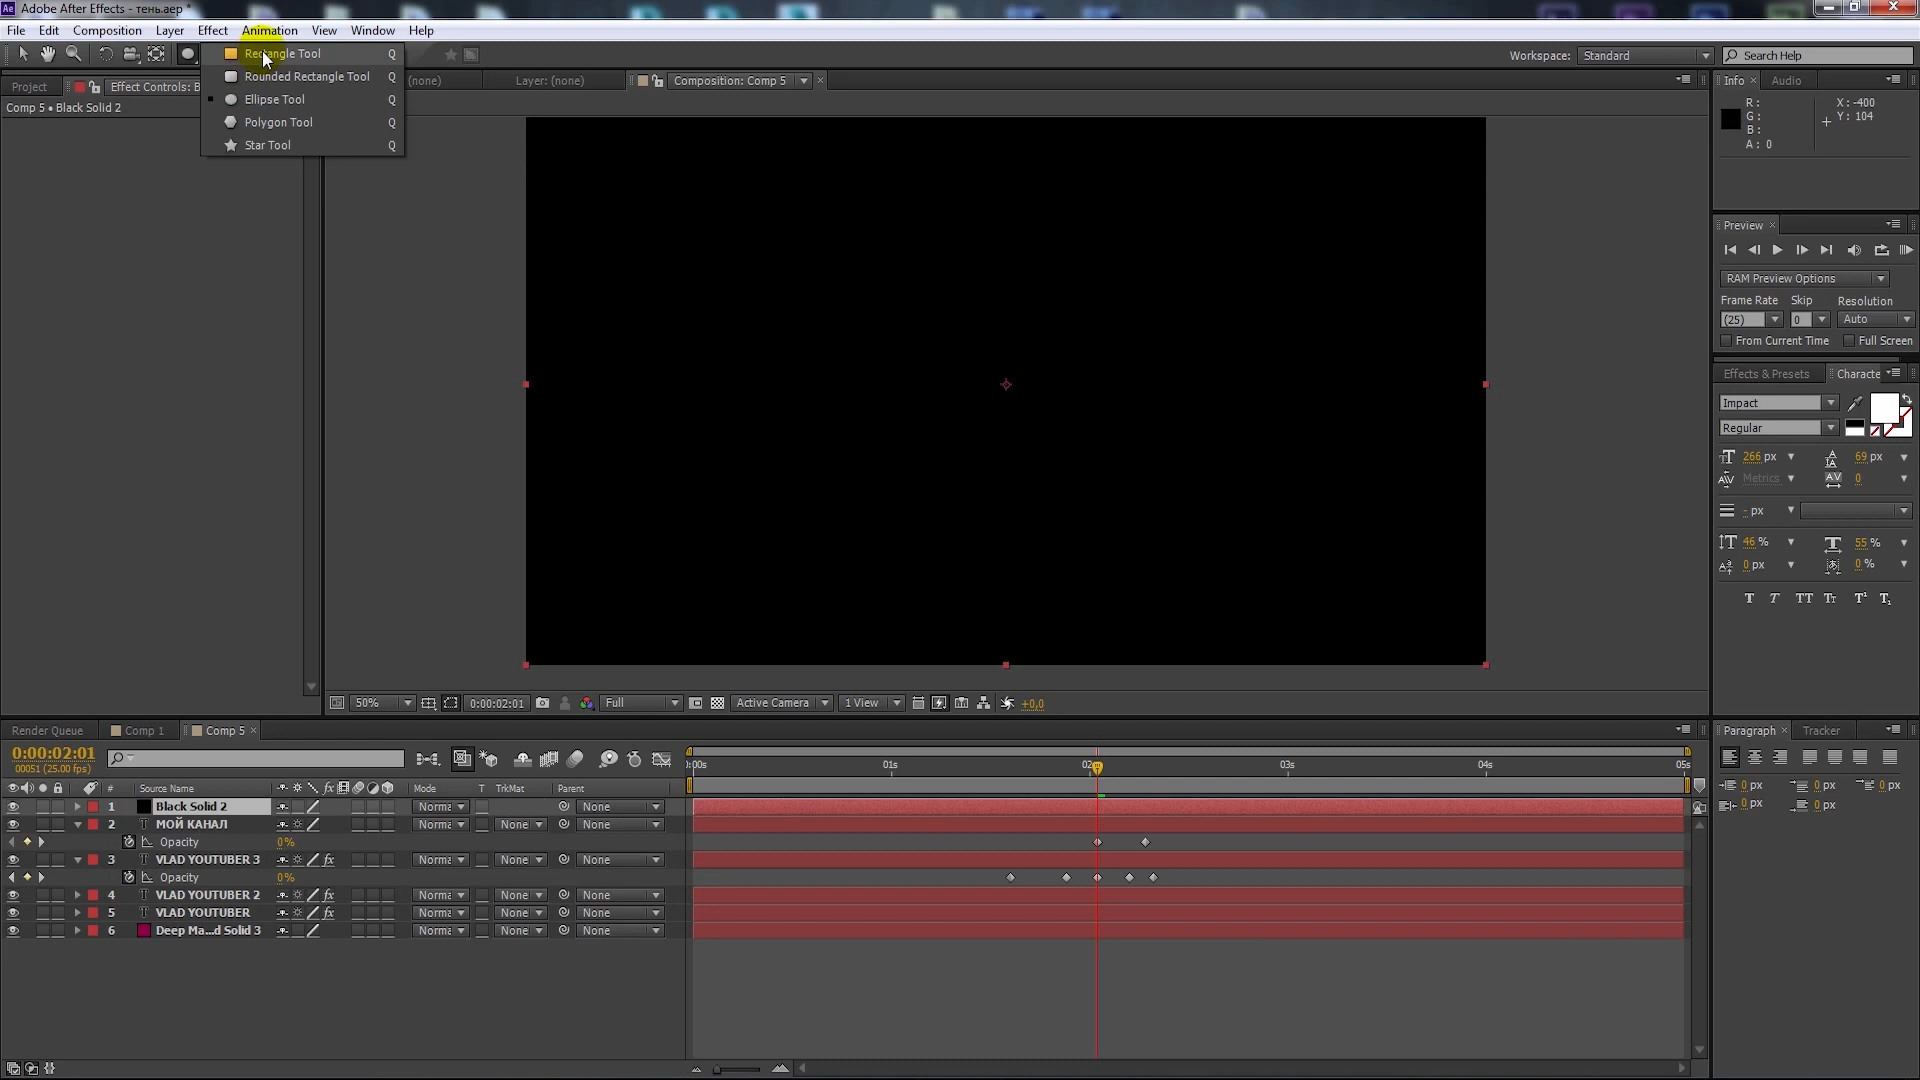 Adobe After Effects - тень.aep *
File Edit Composition Layer Effect Animation View Window Help
Rectangle Tool Q
Rounded Rectangle Tool Q
Ellipse Tool Q
Polygon Tool Q
Star Tool Q
Workspace: Standard
Search Help
Project Effect Controls: B
(none) Layer: (none) Composition: Comp 5
Comp 5 • Black Solid 2
Info Audio
R:
G:
B:
A: 0
X: -400
Y: 104
Preview
RAM Preview Options
Frame Rate Skip Resolution
(25) 0 Auto
From Current Time Full Screen
Effects & Presets Characte
Impact
Regular
266 px 69 px
Metrics 0
- px
46 % 55 %
0 px 0 %
T T TT Tт T¹ T₁
50% 0:00:02:01 Full Active Camera 1 View +0,0
Render Queue Comp 1 Comp 5
0:00:02:01
00051 (25.00 fps)
):00s 01s 02 03s 04s 05s
# Source Name fx Mode T TrkMat Parent
1 Black Solid 2 Norma None
2 МОЙ КАНАЛ Norma None None
Opacity 0%
3 VLAD YOUTUBER 3 fx Norma None None
Opacity 0%
4 VLAD YOUTUBER 2 fx Norma None None
5 VLAD YOUTUBER fx Norma None None
6 Deep Ma...d Solid 3 Norma None None
Paragraph Tracker
0 px 0 px 0 px
0 px 0 px